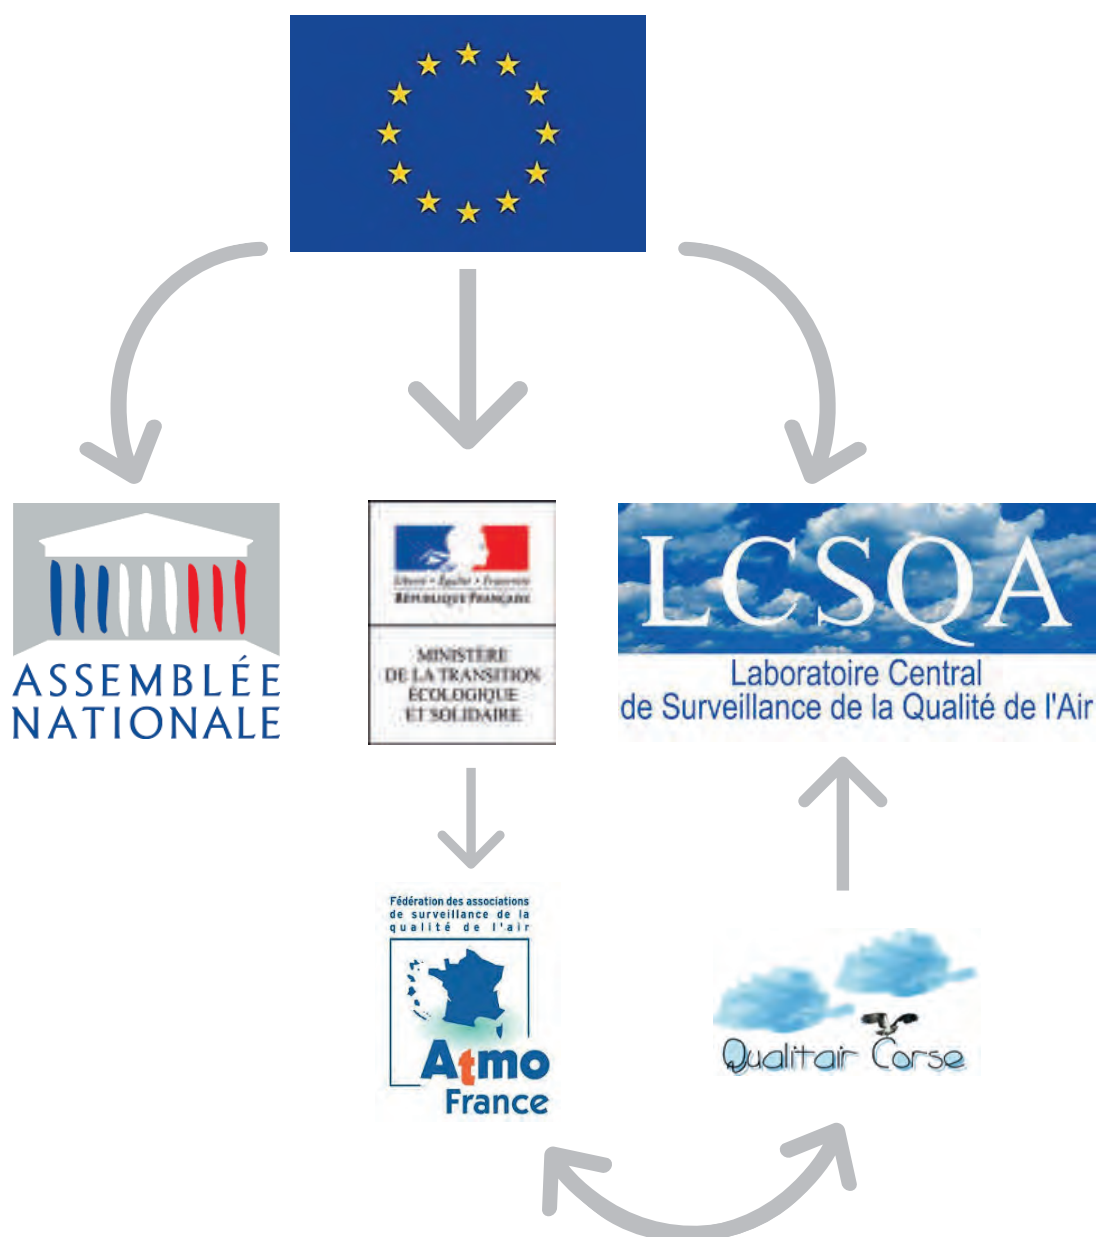 ASSEMBLÉE
NATIONALE
Liberté • Égalité • Fraternité
RÉPUBLIQUE FRANÇAISE
MINISTÈRE
DE LA TRANSITION
ÉCOLOGIQUE
ET SOLIDAIRE
LCSQA
Laboratoire Central
de Surveillance de la Qualité de l'Air
Fédération des associations
de surveillance de la
qualité de l'air
Atmo
France
Qualitair Corse